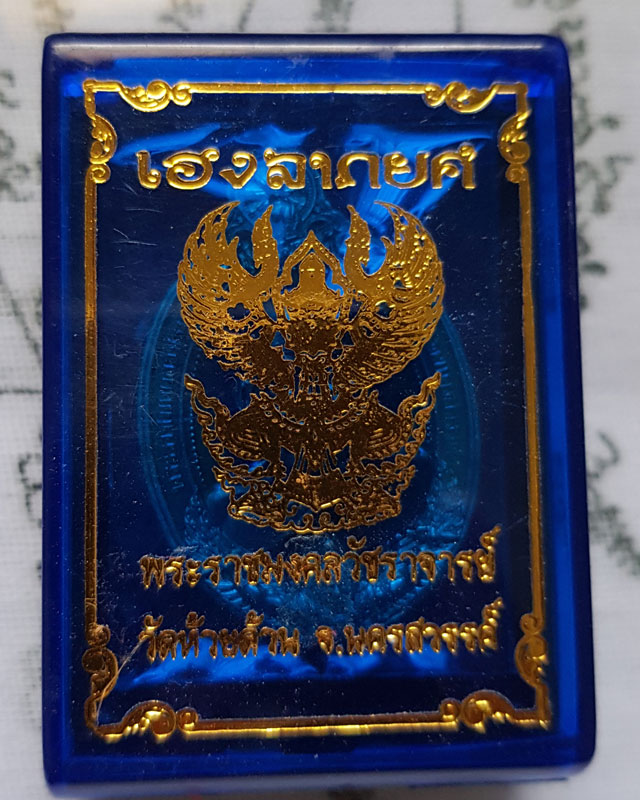 เฮงลาภยศ
พระราชมงคลวัชราจารย์
วัดห้วยด้วน จ.นครสวรรค์